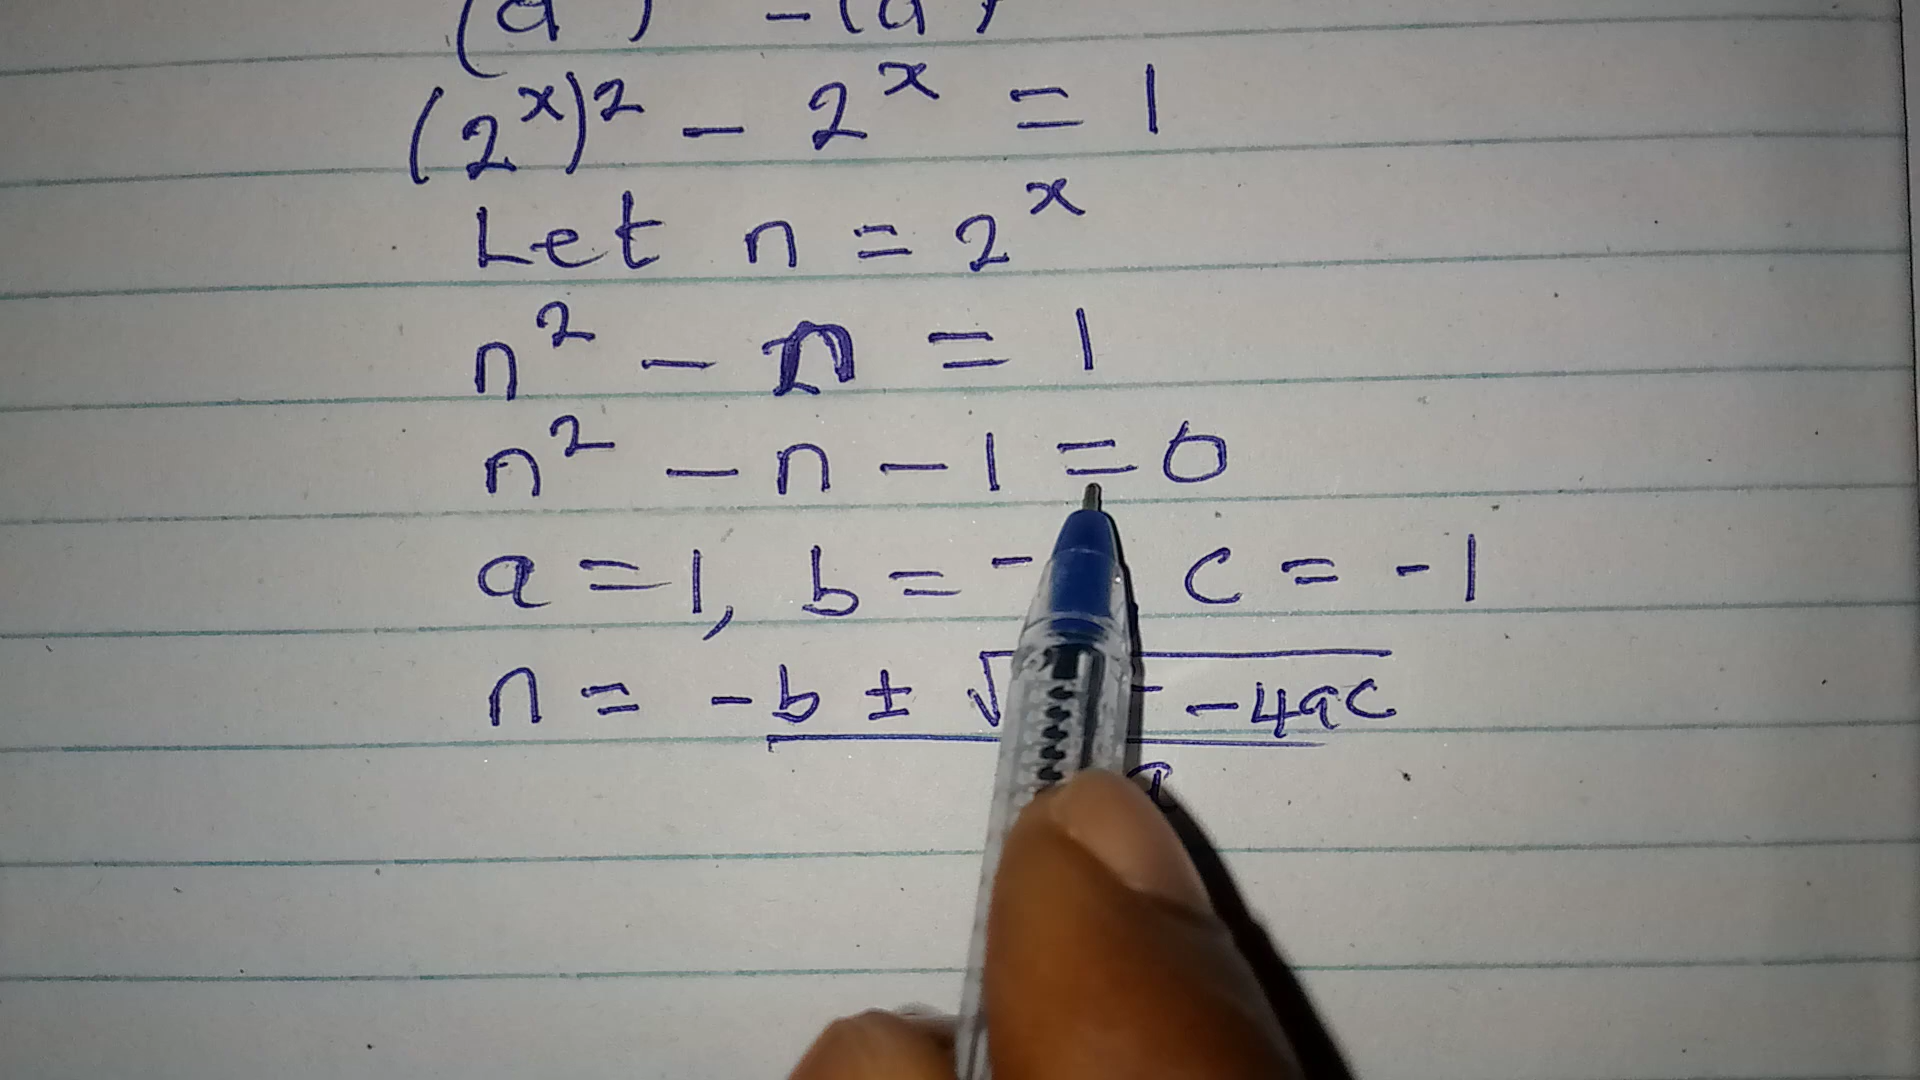 (a ) - (a )
(2^x)^2 - 2^x = 1
Let n = 2^x
n^2 - n = 1
n^2 - n - 1 = 0
a = 1, b = - c = -1
n = -b ± √ - 4ac
a